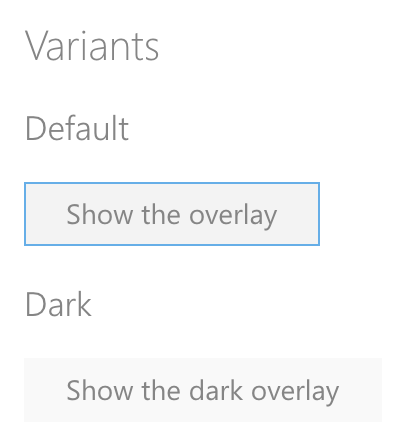 Variants
Default
Show the overlay
Dark
Show the dark overlay